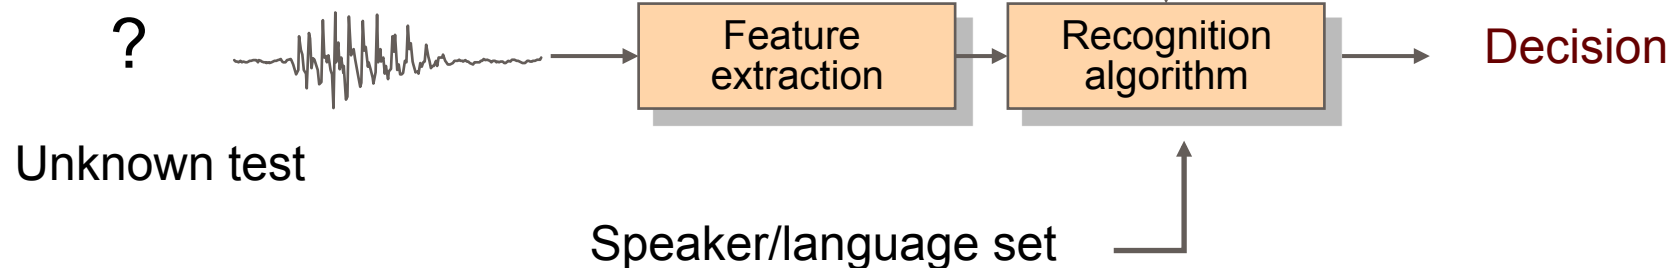 ?
Feature
extraction
Recognition
algorithm
Decision
Unknown test
Speaker/language set